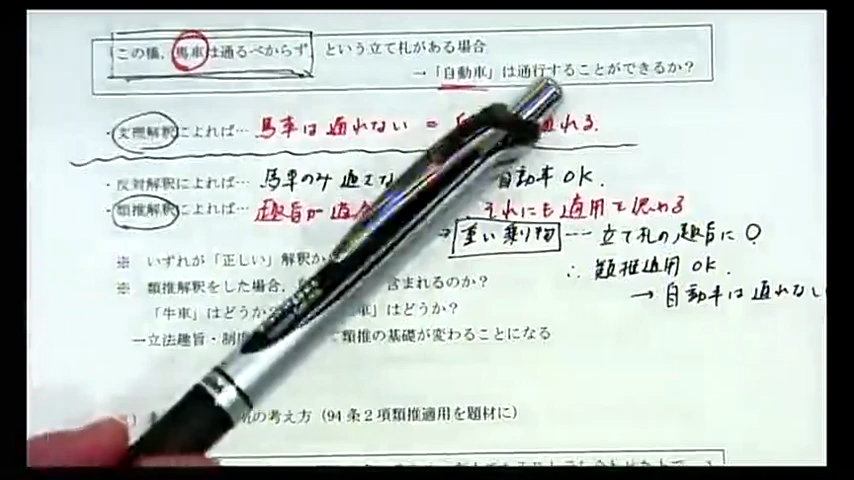 この橋、馬車は通るべからず という立て札がある場合
→「自動車」は通行することができるか？
・文理解釈によれば… 馬車は通れない = 通れる.
・反対解釈によれば… 馬車のみ 通せな 自動車 OK.
・類推解釈によれば… 趣旨が適合 それにも適用で認める
→ 重い乗り物 … 立て札の趣旨に
∴ 類推適用 OK.
→ 自動車は通れない
※ いずれが「正しい」解釈か
※ 類推解釈をした場合、 含まれるのか？
「牛車」はどうか？ 車」はどうか？
→立法趣旨・制度 て類推の基礎が変わることになる
の考え方（94条2項類推適用を題材に）